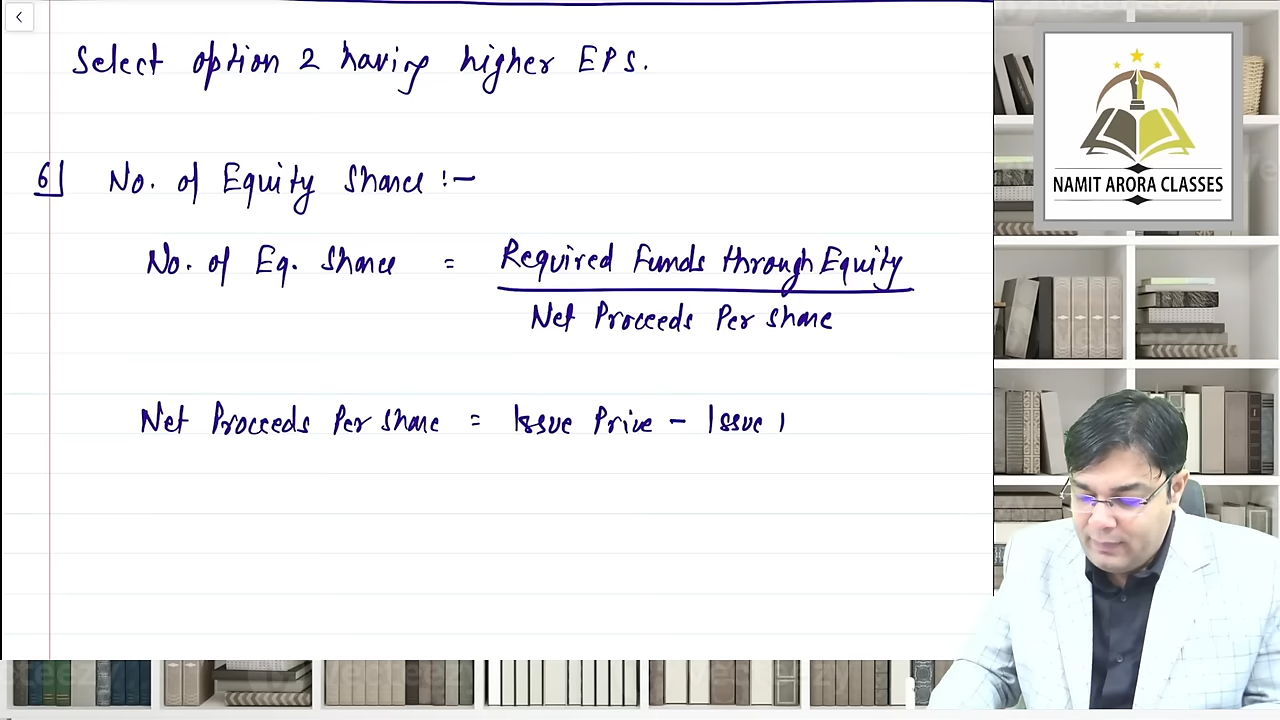 Select option 2 having higher EPS.
6] No. of Equity Share :-
No. of Eq. Share = Required Funds through Equity
Net Proceeds Per Share
Net Proceeds Per Share = Issue Price - Issue
NAMIT ARORA CLASSES